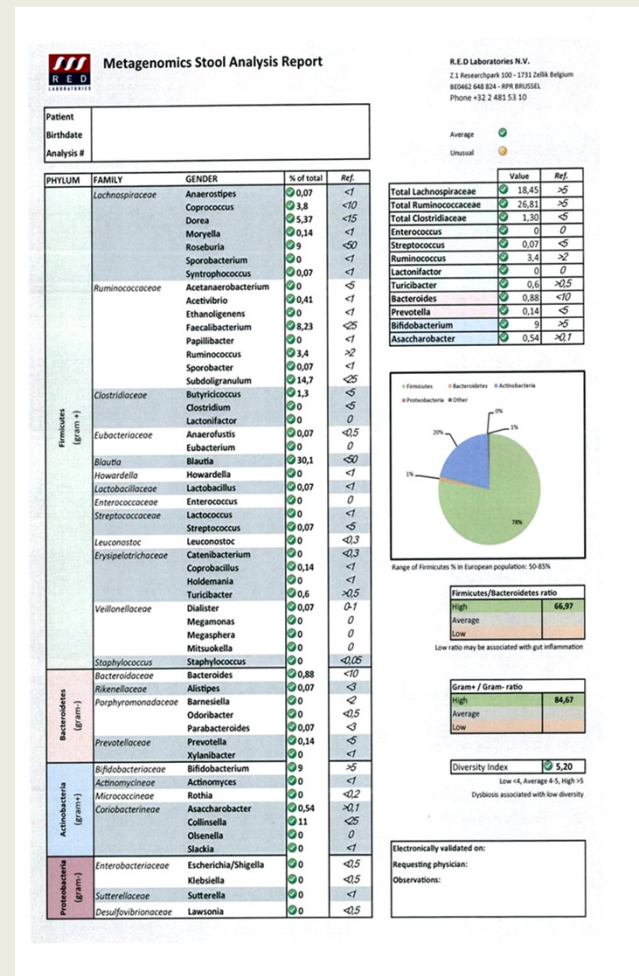 RED
LABORATORIES
Metagenomics Stool Analysis Report
R.E.D Laboratories N.V.
Z.1 Researchpark 100 - 1731 Zellik Belgium
BE0462 648 824 - RPR BRUSSEL
Phone +32 2 481 53 10
Patient
Birthdate
Analysis #
Average
Unusual
PHYLUM FAMILY GENDER % of total Ref.
Firmicutes
(gram +)
Lachnospiraceae Anaerostipes 0,07 <1
Coprococcus 3,8 <10
Dorea 5,37 <15
Moryella 0,14 <1
Roseburia 9 <50
Sporobacterium 0 <1
Syntrophococcus 0,07 <1
Ruminococcaceae Acetanaerobacterium 0 <5
Acetivibrio 0,41 <1
Ethanoligenens 0 <1
Faecalibacterium 8,23 <25
Papillibacter 0 <1
Ruminococcus 3,4 >2
Sporobacter 0,07 <1
Subdoligranulum 14,7 <25
Clostridiaceae Butyricicoccus 1,3 <5
Clostridium 0 <5
Lactonifactor 0 0
Eubacteriaceae Anaerofustis 0,07 <0,5
Eubacterium 0 0
Blautia Blautia 30,1 <50
Howardella Howardella 0 <1
Lactobacillaceae Lactobacillus 0,07 <1
Enterococcaceae Enterococcus 0 0
Streptococcaceae Lactococcus 0 <1
Streptococcus 0,07 <5
Leuconostoc Leuconostoc 0 <0,3
Erysipelotrichaceae Catenibacterium 0 <0,3
Coprobacillus 0,14 <1
Holdemania 0 <1
Turicibacter 0,6 >0,5
Veillonellaceae Dialister 0,07 0-1
Megamonas 0 0
Megasphera 0 0
Mitsuokella 0 0
Staphylococcus Staphylococcus 0 <0,05
Bacteroidetes
(gram-)
Bacteroidaceae Bacteroides 0,88 <10
Rikenellaceae Alistipes 0,07 <3
Porphyromonadaceae Barnesiella 0 <2
Odoribacter 0 <0,5
Parabacteroides 0,07 <3
Prevotellaceae Prevotella 0,14 <5
Xylanibacter 0 <1
Actinobacteria
(gram+)
Bifidobacteriaceae Bifidobacterium 9 >5
Actinomycineae Actinomyces 0 <1
Micrococcineae Rothia 0 <0,2
Coriobacterineae Asaccharobacter 0,54 >0,1
Collinsella 11 <25
Olsenella 0 0
Slackia 0 <1
Proteobacteria
(gram-)
Enterobacteriaceae Escherichia/Shigella 0 <0,5
Klebsiella 0 <0,5
Sutterellaceae Sutterella 0 <1
Desulfovibrionaceae Lawsonia 0 <0,5
Value Ref.
Total Lachnospiraceae 18,45 >5
Total Ruminococcaceae 26,81 >5
Total Clostridiaceae 1,30 <5
Enterococcus 0 0
Streptococcus 0,07 <5
Ruminococcus 3,4 >2
Lactonifactor 0 0
Turicibacter 0,6 >0,5
Bacteroides 0,88 <10
Prevotella 0,14 <5
Bifidobacterium 9 >5
Asaccharobacter 0,54 >0,1
Firmicutes Bacteroidetes Actinobacteria
Proteobacteria Other
0%
1%
20%
1%
78%
Range of Firmicutes % in European population: 50-85%
Firmicutes/Bacteroidetes ratio
High 66,97
Average
Low
Low ratio may be associated with gut inflammation
Gram+ / Gram- ratio
High 84,67
Average
Low
Diversity Index 5,20
Low <4, Average 4-5, High >5
Dysbiosis associated with low diversity
Electronically validated on:
Requesting physician:
Observations: